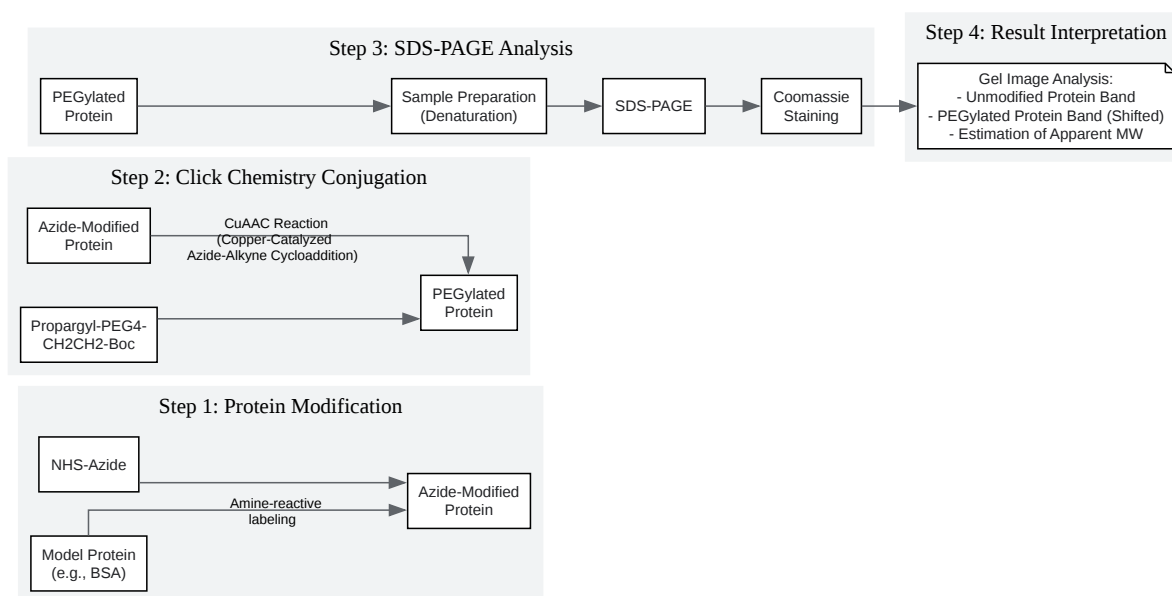 Step 3: SDS-PAGE Analysis
PEGylated
Protein
Sample Preparation
(Denaturation)
SDS-PAGE
Coomassie
Staining
Step 4: Result Interpretation
Gel Image Analysis:
- Unmodified Protein Band
- PEGylated Protein Band (Shifted)
- Estimation of Apparent MW
Step 2: Click Chemistry Conjugation
Azide-Modified
Protein
CuAAC Reaction
(Copper-Catalyzed
Azide-Alkyne Cycloaddition)
PEGylated
Protein
Propargyl-PEG4-
CH2CH2-Boc
Step 1: Protein Modification
NHS-Azide
Amine-reactive
labeling
Azide-Modified
Protein
Model Protein
(e.g., BSA)